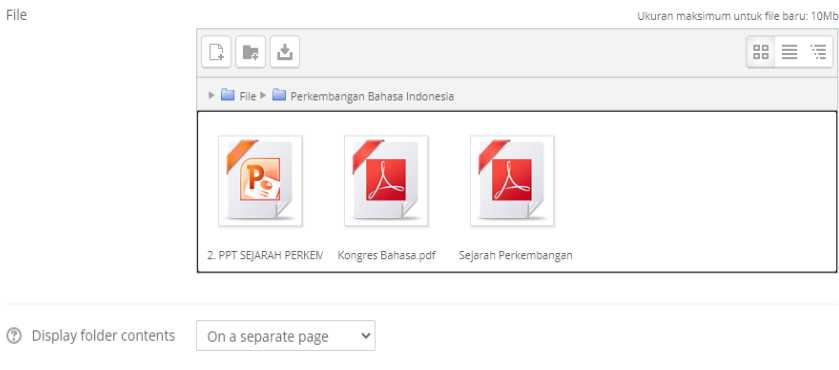 File
Ukuran maksimum untuk file baru: 10Mb
File Perkembangan Bahasa Indonesia
2. PPT SEJARAH PERKEM
Kongres Bahasa.pdf
Sejarah Perkembangan
Display folder contents
On a separate page